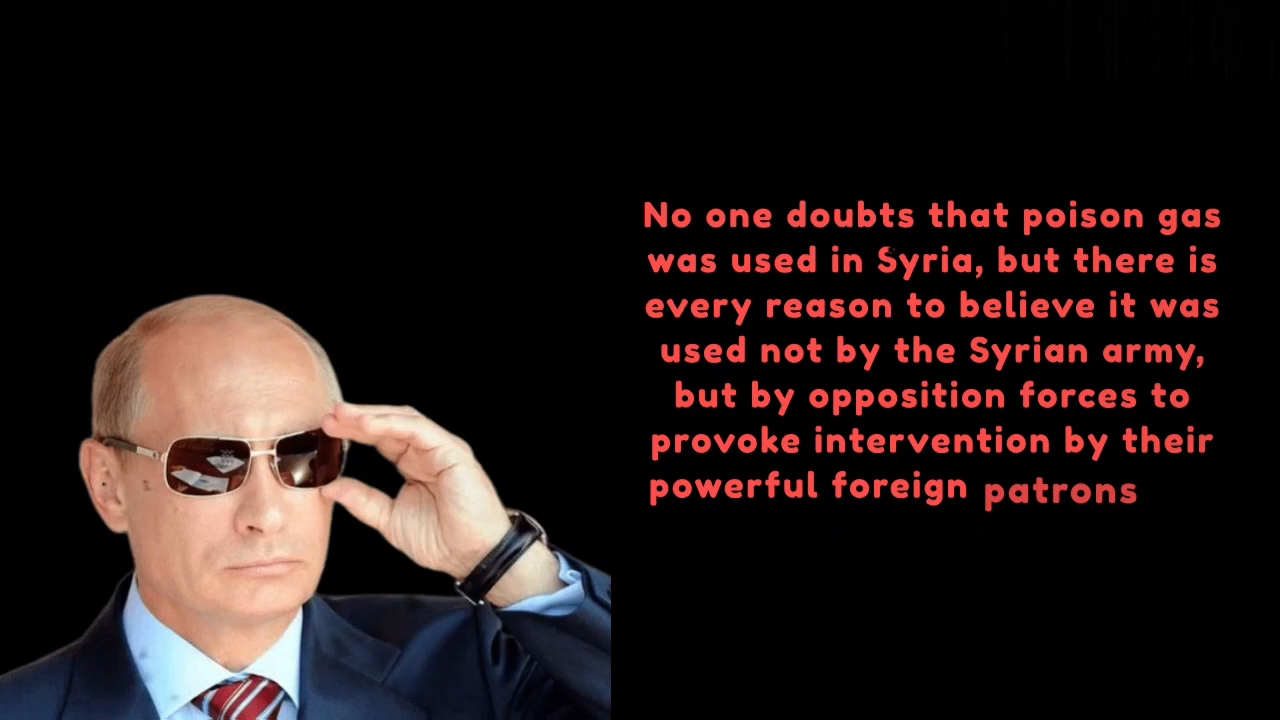 No one doubts that poison gas
was used in Syria, but there is
every reason to believe it was
used not by the Syrian army,
but by opposition forces to
provoke intervention by their
powerful foreign patrons